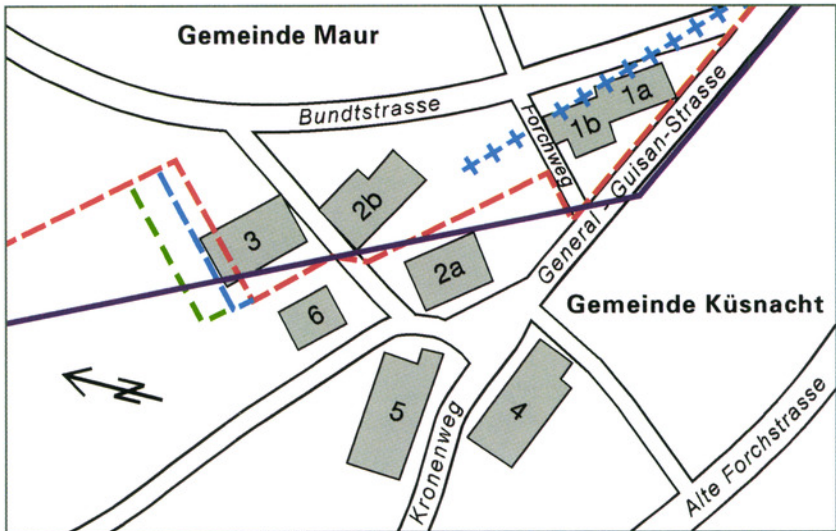 Gemeinde Maur
Bundtstrasse
1a
1b
Forchweg
2b
3
General - Guisan-Strasse
2a
6
Gemeinde Küsnacht
5
4
Kronenweg
Alte Forchstrasse